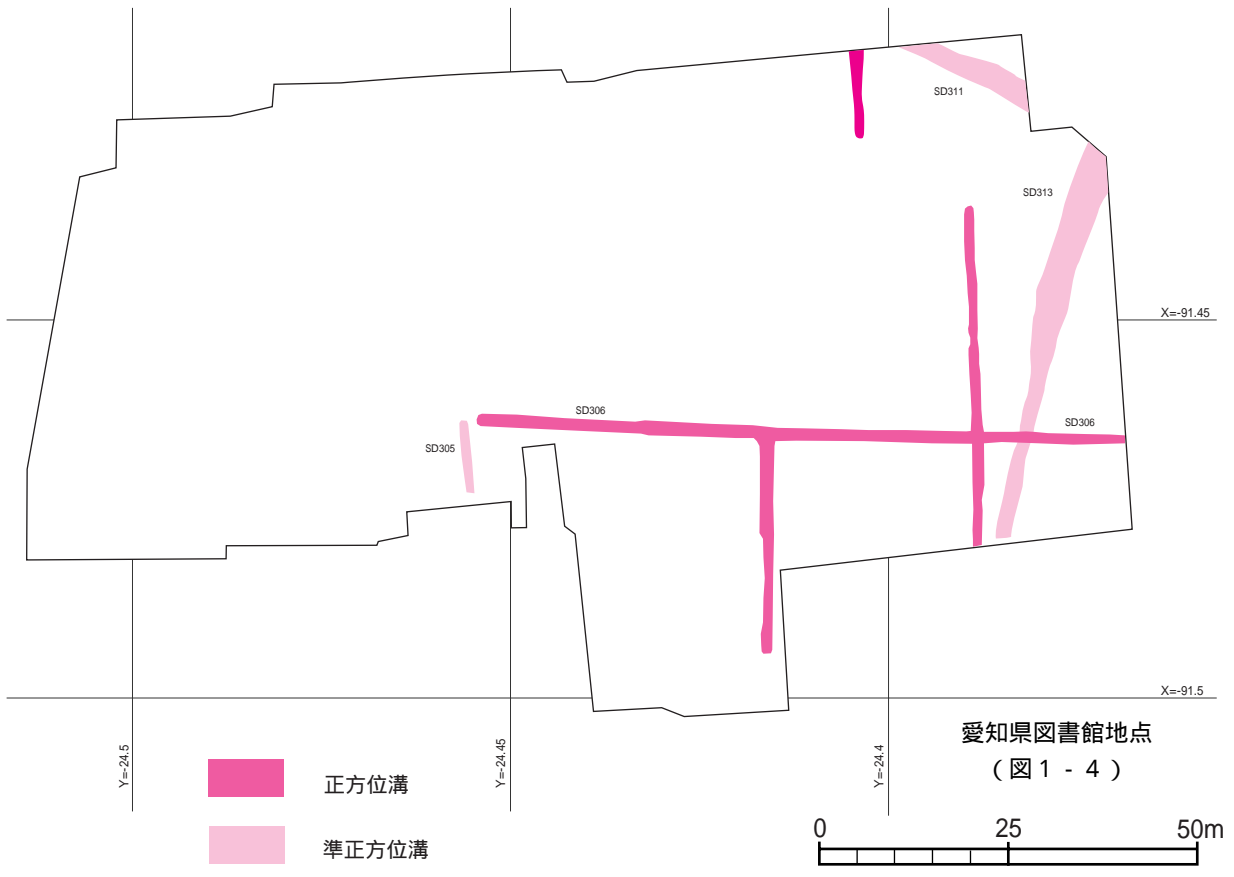 SD311
SD313
X=-91.45
SD306
SD306
SD305
X=-91.5
Y=-24.5
Y=-24.45
Y=-24.4
愛知県図書館地点
（図１-４）
正方位溝
準正方位溝
0 25 50m